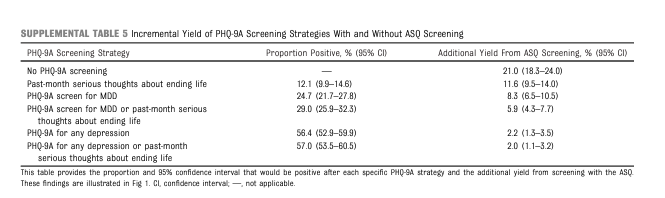 SUPPLEMENTAL TABLE 5 Incremental Yield of PHQ-9A Screening Strategies With and Without ASQ Screening
PHQ-9A Screening Strategy Proportion Positive, % (95% CI) Additional Yield From ASQ Screening, % (95% CI)
No PHQ-9A screening — 21.0 (18.3–24.0)
Past-month serious thoughts about ending life 12.1 (9.9–14.6) 11.6 (9.5–14.0)
PHQ-9A screen for MDD 24.7 (21.7–27.8) 8.3 (6.5–10.5)
PHQ-9A screen for MDD or past-month serious 29.0 (25.9–32.3) 5.9 (4.3–7.7)
thoughts about ending life
PHQ-9A for any depression 56.4 (52.9–59.9) 2.2 (1.3–3.5)
PHQ-9A for any depression or past-month 57.0 (53.5–60.5) 2.0 (1.1–3.2)
serious thoughts about ending life
This table provides the proportion and 95% confidence interval that would be positive after each specific PHQ-9A strategy and the additional yield from screening with the ASQ.
These findings are illustrated in Fig 1. CI, confidence interval; —, not applicable.